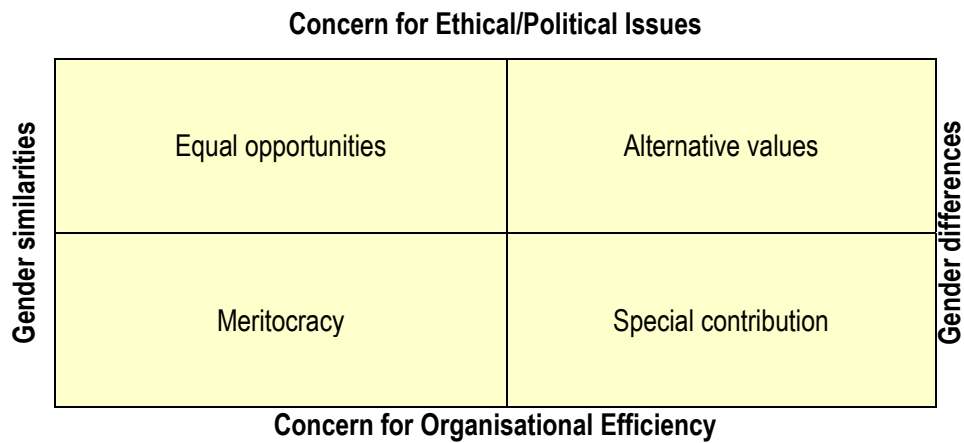 Concern for Ethical/Political Issues
Gender similarities
Equal opportunities
Alternative values
Gender differences
Meritocracy
Special contribution
Concern for Organisational Efficiency